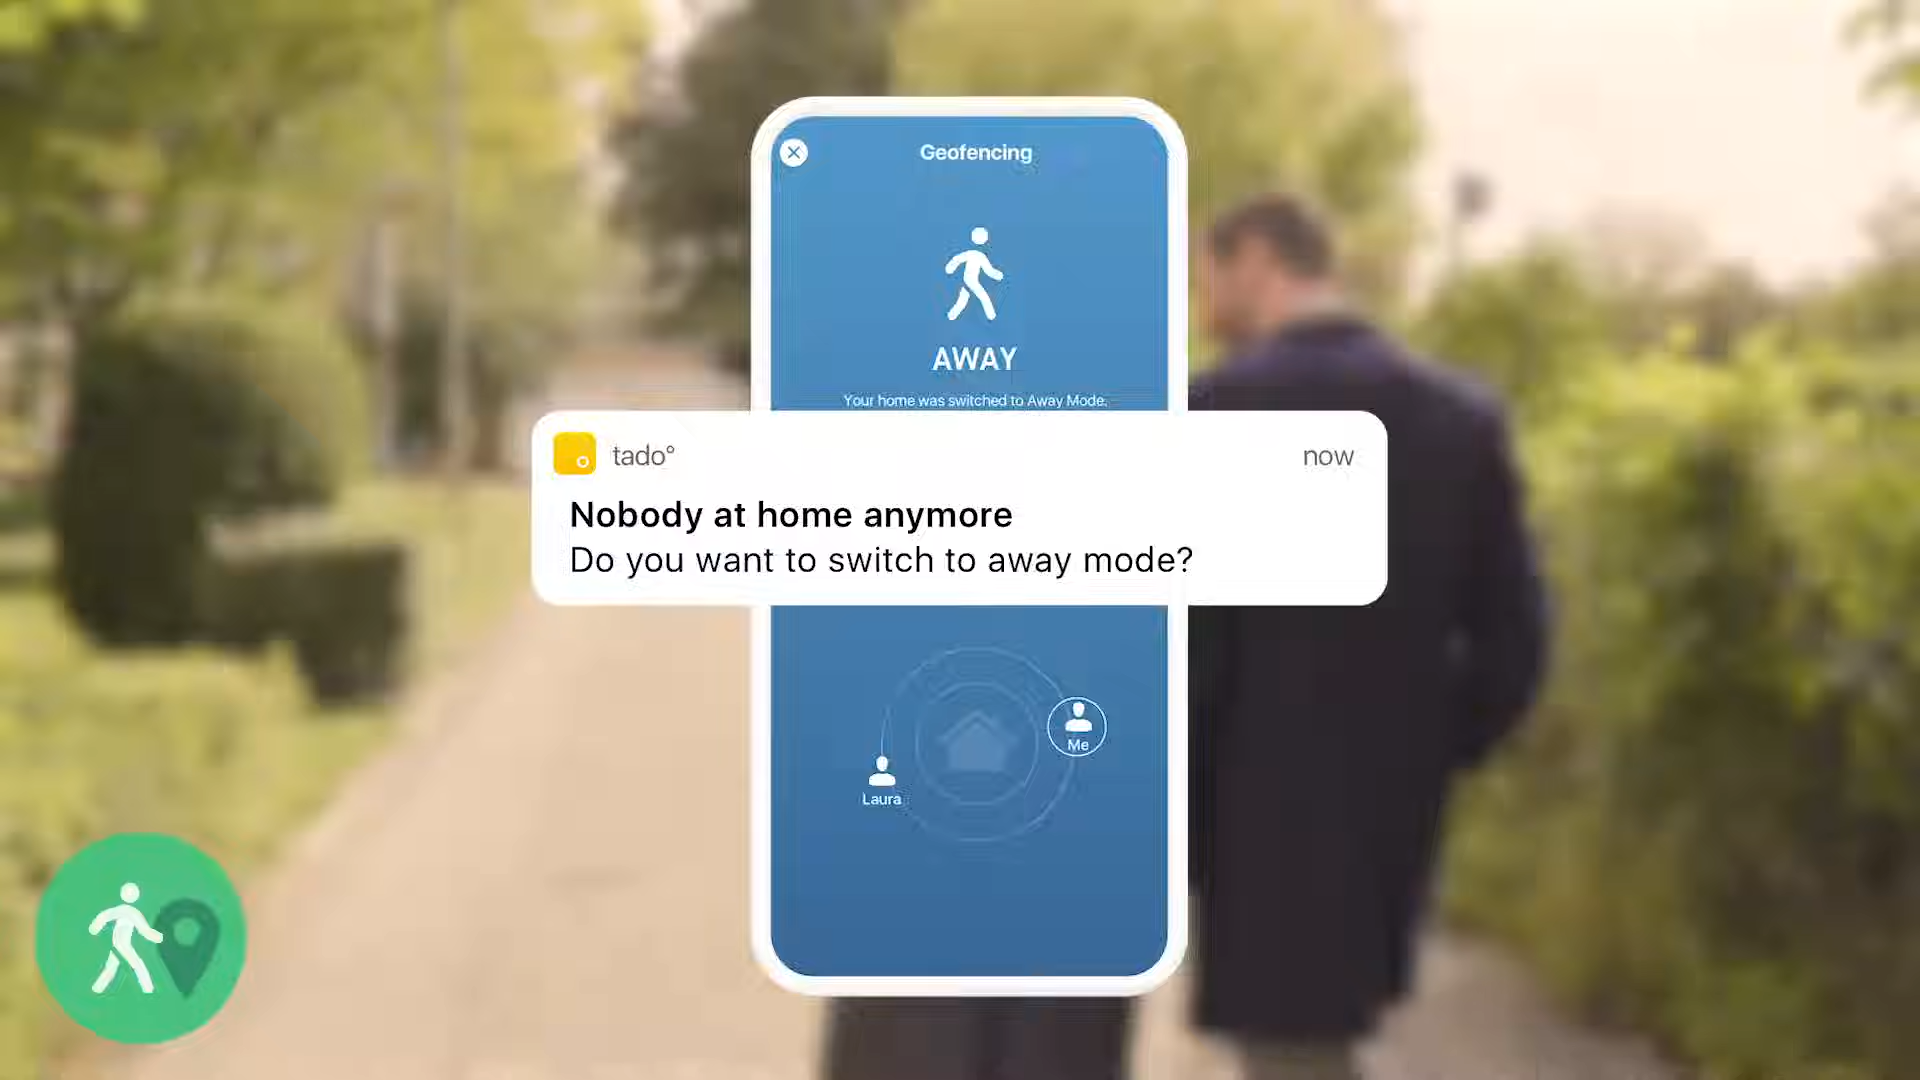 Geofencing
AWAY
Your home was switched to Away Mode.
tado°
now
Nobody at home anymore
Do you want to switch to away mode?
Me
Laura